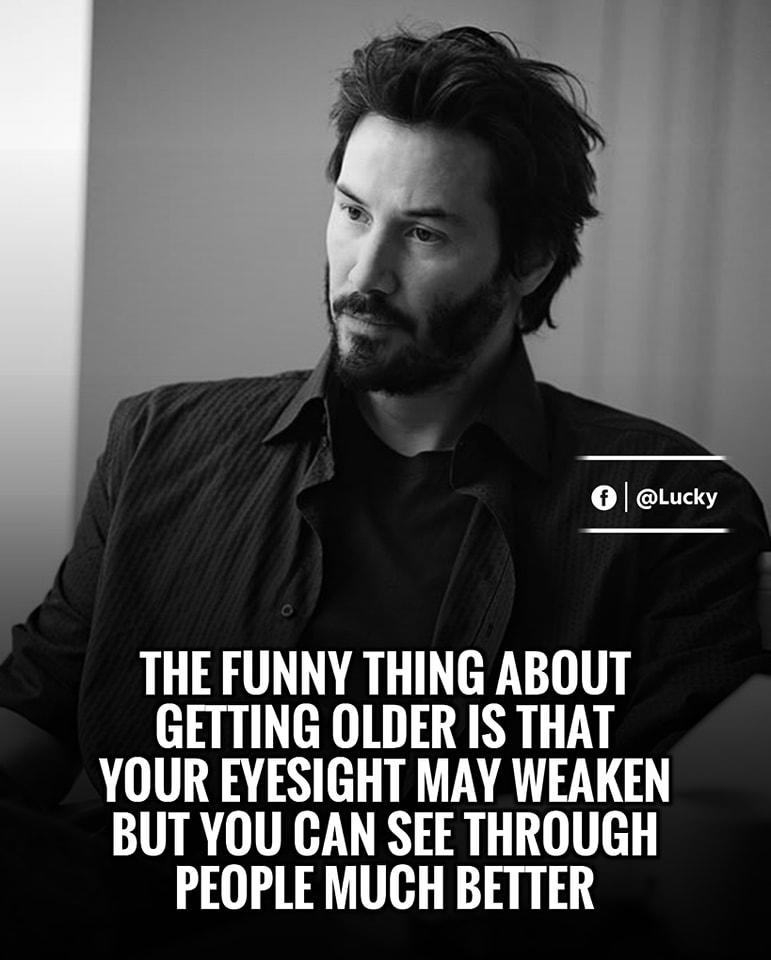 f | @Lucky
THE FUNNY THING ABOUT
GETTING OLDER IS THAT
YOUR EYESIGHT MAY WEAKEN
BUT YOU CAN SEE THROUGH
PEOPLE MUCH BETTER